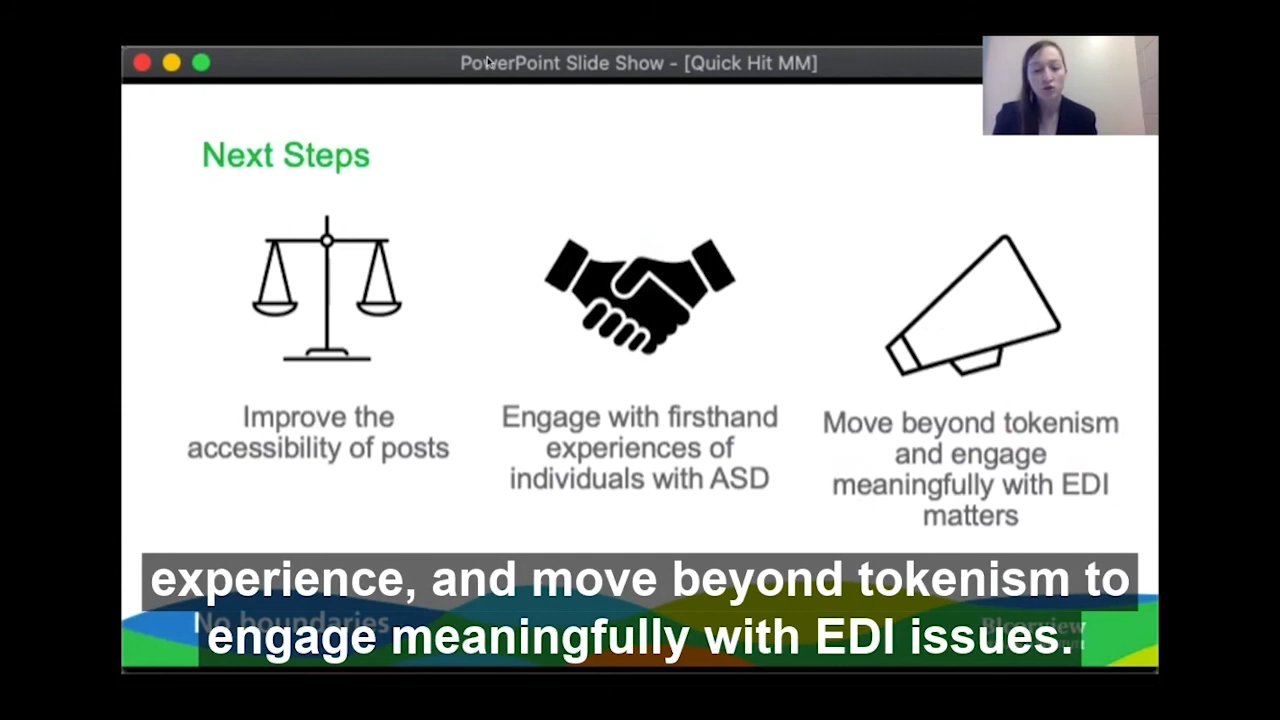 PowerPoint Slide Show - [Quick Hit MM]
Next Steps
Improve the
accessibility of posts
Engage with firsthand
experiences of
individuals with ASD
Move beyond tokenism
and engage
meaningfully with EDI
matters
experience, and move beyond tokenism to
engage meaningfully with EDI issues.
No boundaries